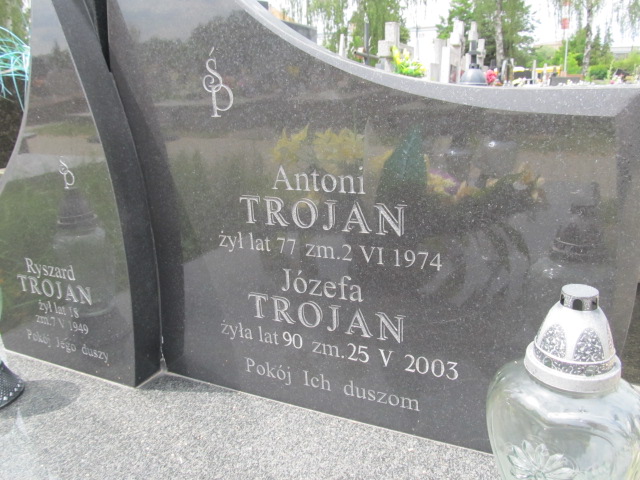 ŚP
Ryszard
TROJAN
żył lat 18
zm.7 V 1949
Pokój Jego duszy
ŚP
Antoni
TROJAN
żył lat 77 zm.2 VI 1974
Józefa
TROJAN
żyła lat 90 zm.25 V 2003
Pokój Ich duszom